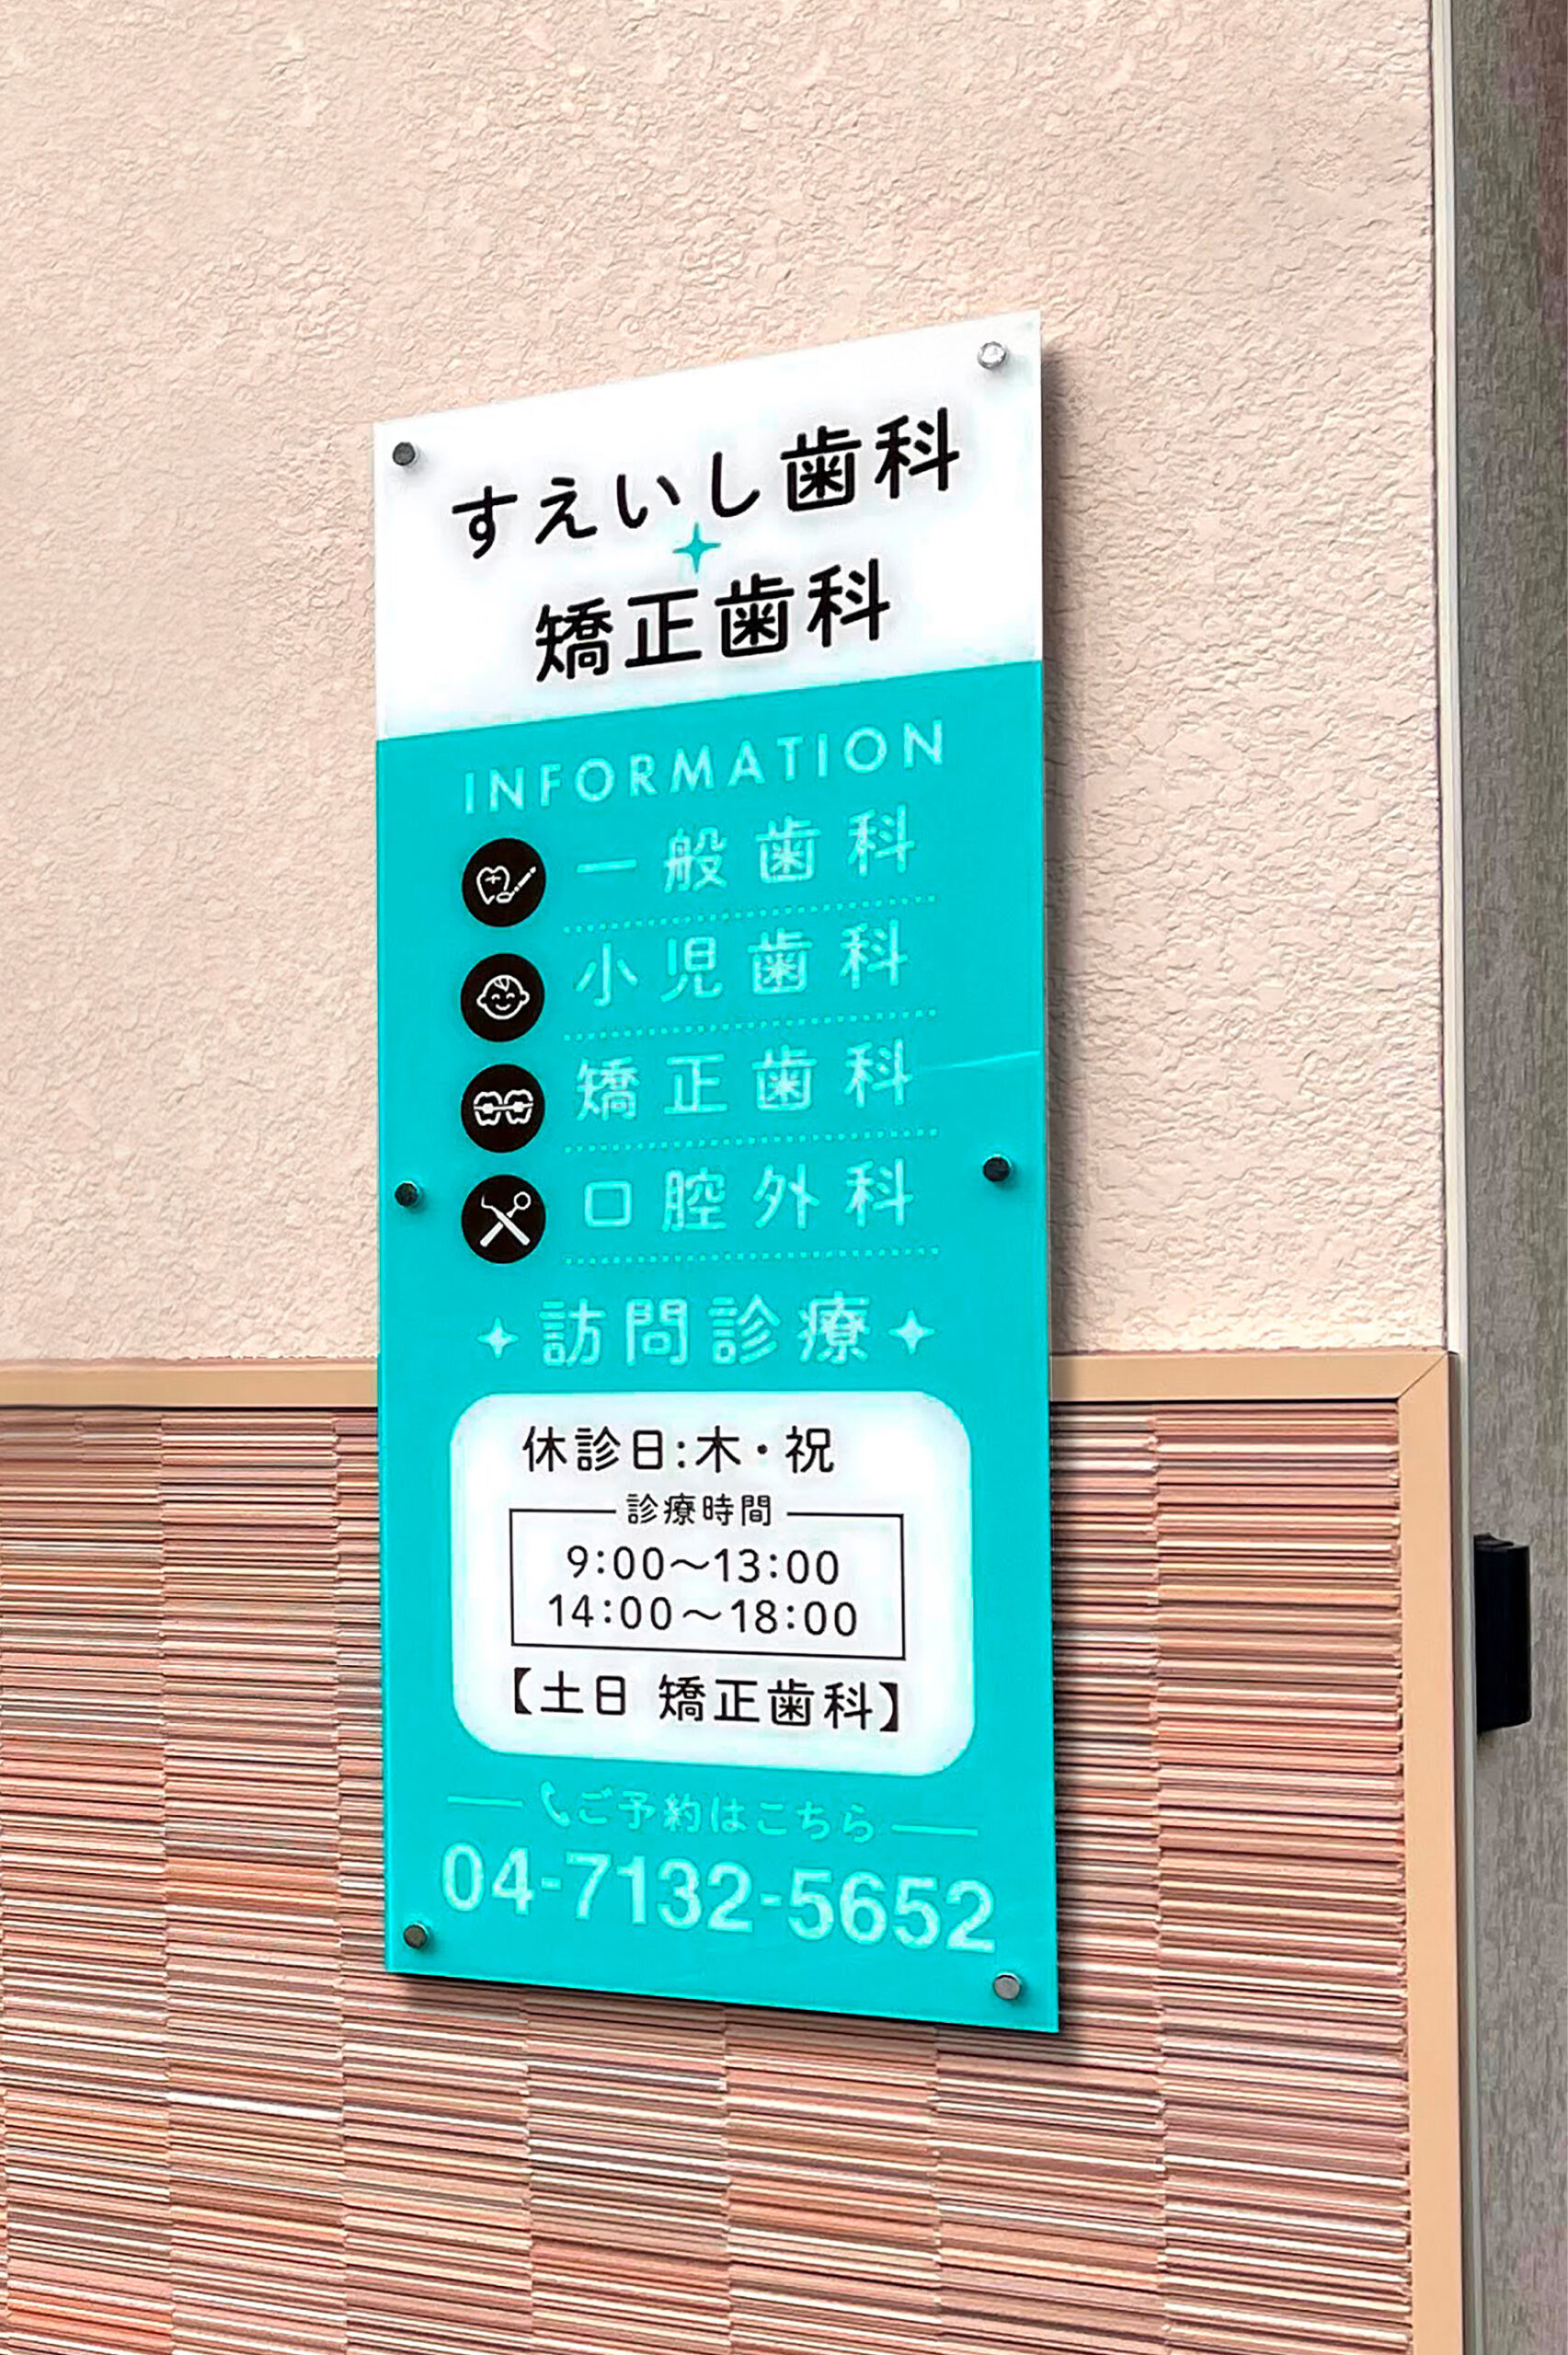 すえいし歯科
矯正歯科
INFORMATION
一般歯科
小児歯科
矯正歯科
口腔外科
訪問診療
休診日:木・祝
診療時間
9:00〜13:00
14:00〜18:00
【土日 矯正歯科】
ご予約はこちら
04-7132-5652